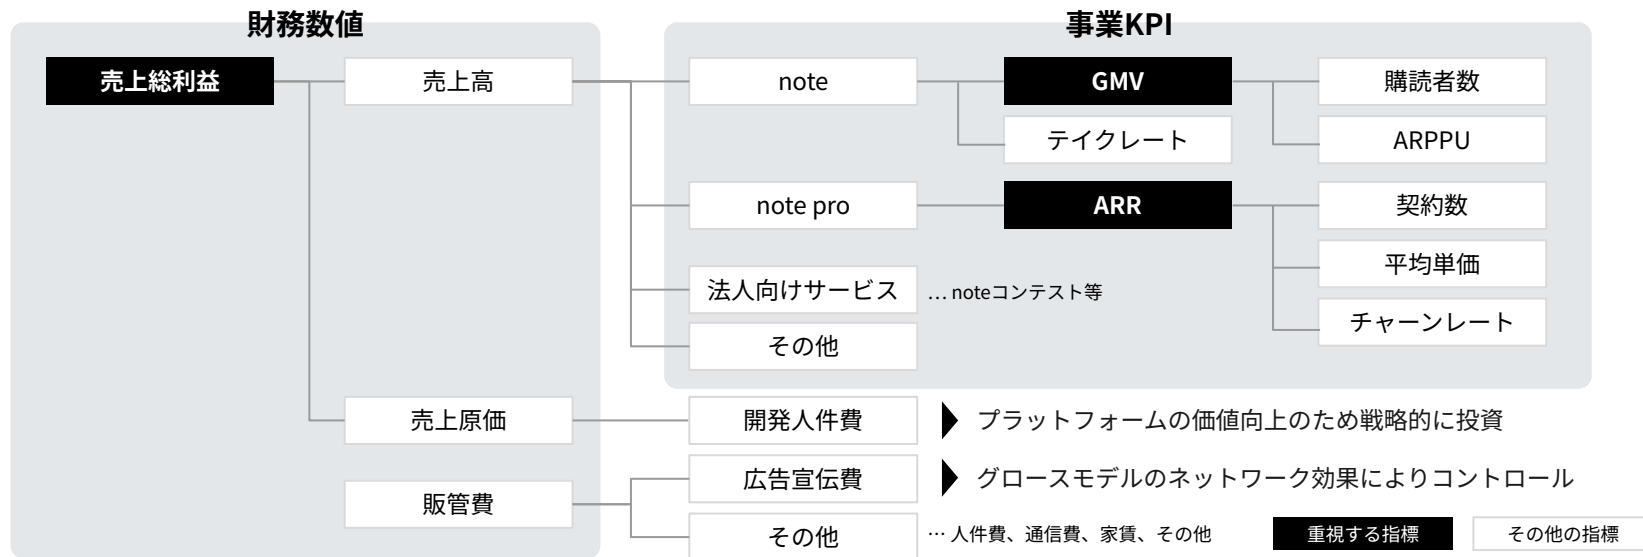 財務数値
事業KPI
売上総利益
売上高
note
GMV
購読者数
テイクレート
ARPPU
note pro
ARR
契約数
平均単価
法人向けサービス
… noteコンテスト等
チャーンレート
その他
売上原価
開発人件費
プラットフォームの価値向上のため戦略的に投資
広告宣伝費
グロースモデルのネットワーク効果によりコントロール
販管費
その他
… 人件費、通信費、家賃、その他
重視する指標
その他の指標